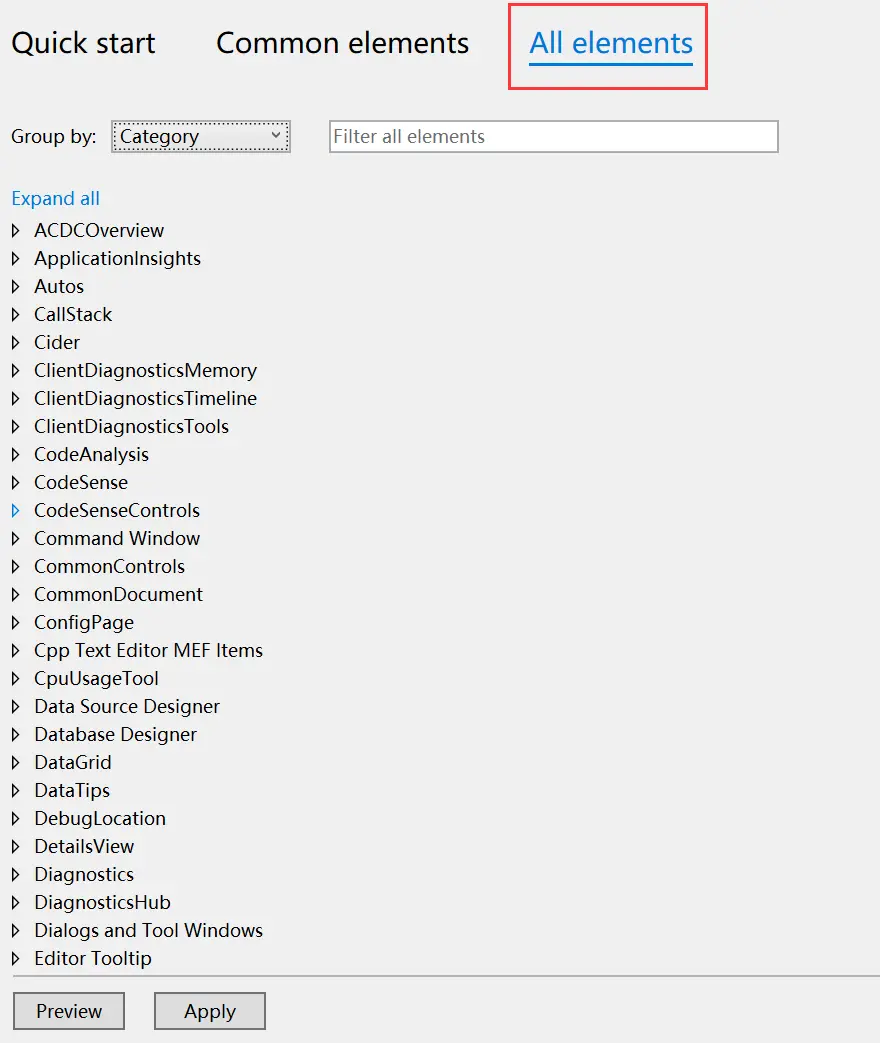 Quick start Common elements All elements
Group by: Category Filter all elements
Expand all
ACDCOverview
ApplicationInsights
Autos
CallStack
Cider
ClientDiagnosticsMemory
ClientDiagnosticsTimeline
ClientDiagnosticsTools
CodeAnalysis
CodeSense
CodeSenseControls
Command Window
CommonControls
CommonDocument
ConfigPage
Cpp Text Editor MEF Items
CpuUsageTool
Data Source Designer
Database Designer
DataGrid
DataTips
DebugLocation
DetailsView
Diagnostics
DiagnosticsHub
Dialogs and Tool Windows
Editor Tooltip
Preview Apply